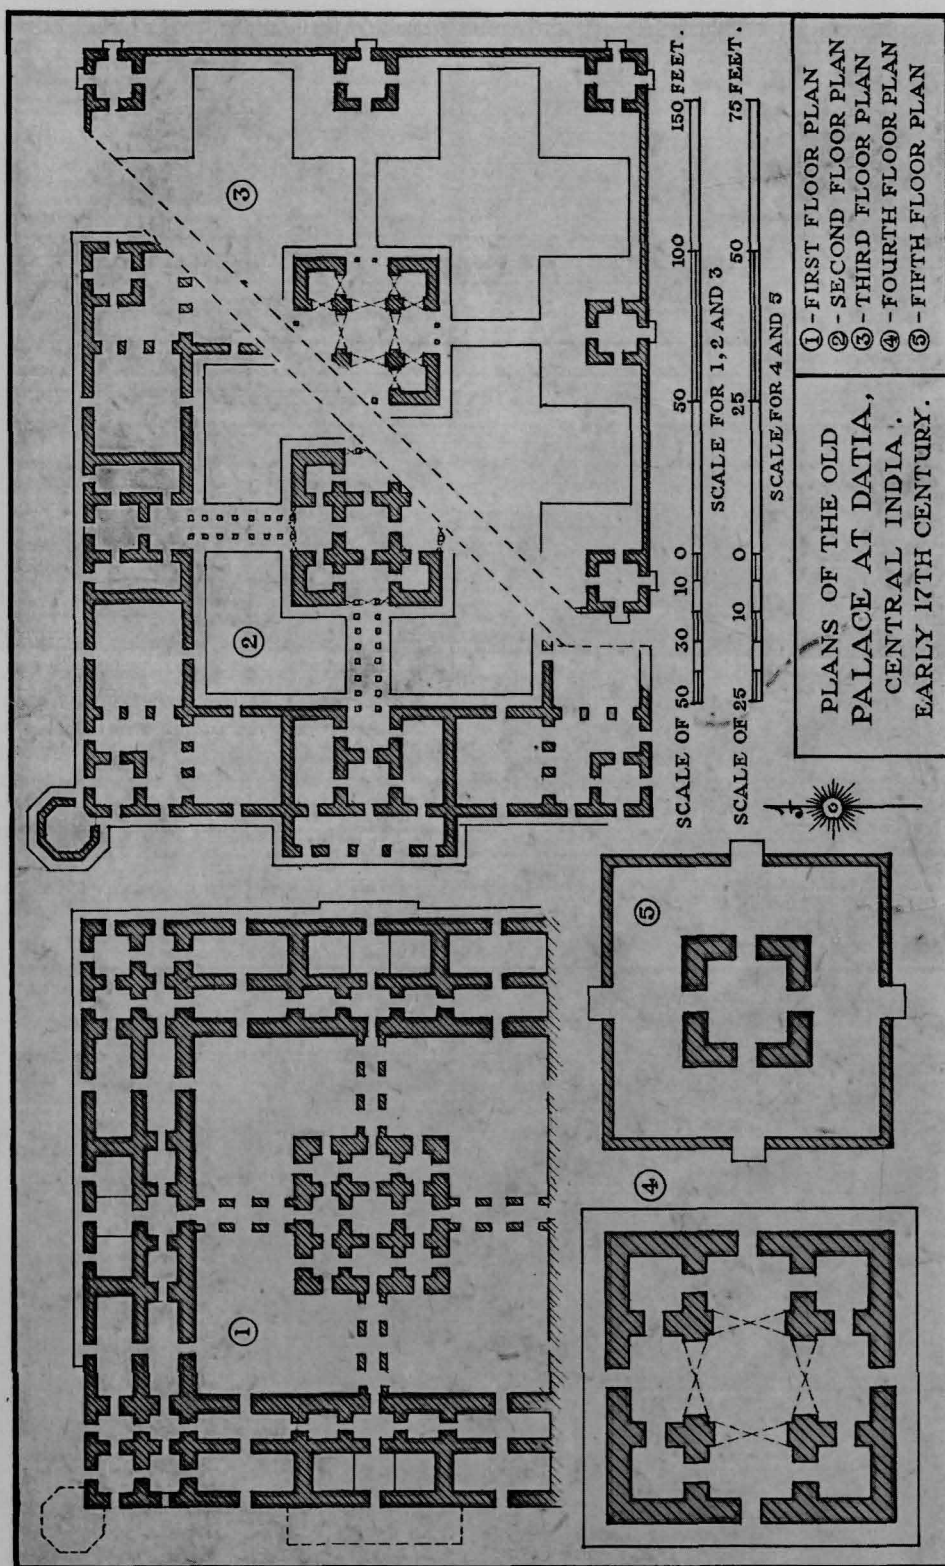 ③
②
①
⑤
④
SCALE OF 50 30 10 0 50 100 150 FEET.
SCALE FOR 1, 2 AND 3
SCALE OF 25 10 0 25 50 75 FEET.
SCALE FOR 4 AND 5
PLANS OF THE OLD
PALACE AT DATIA,
CENTRAL INDIA.
EARLY 17TH CENTURY.
① - FIRST FLOOR PLAN
② - SECOND FLOOR PLAN
③ - THIRD FLOOR PLAN
④ - FOURTH FLOOR PLAN
⑤ - FIFTH FLOOR PLAN